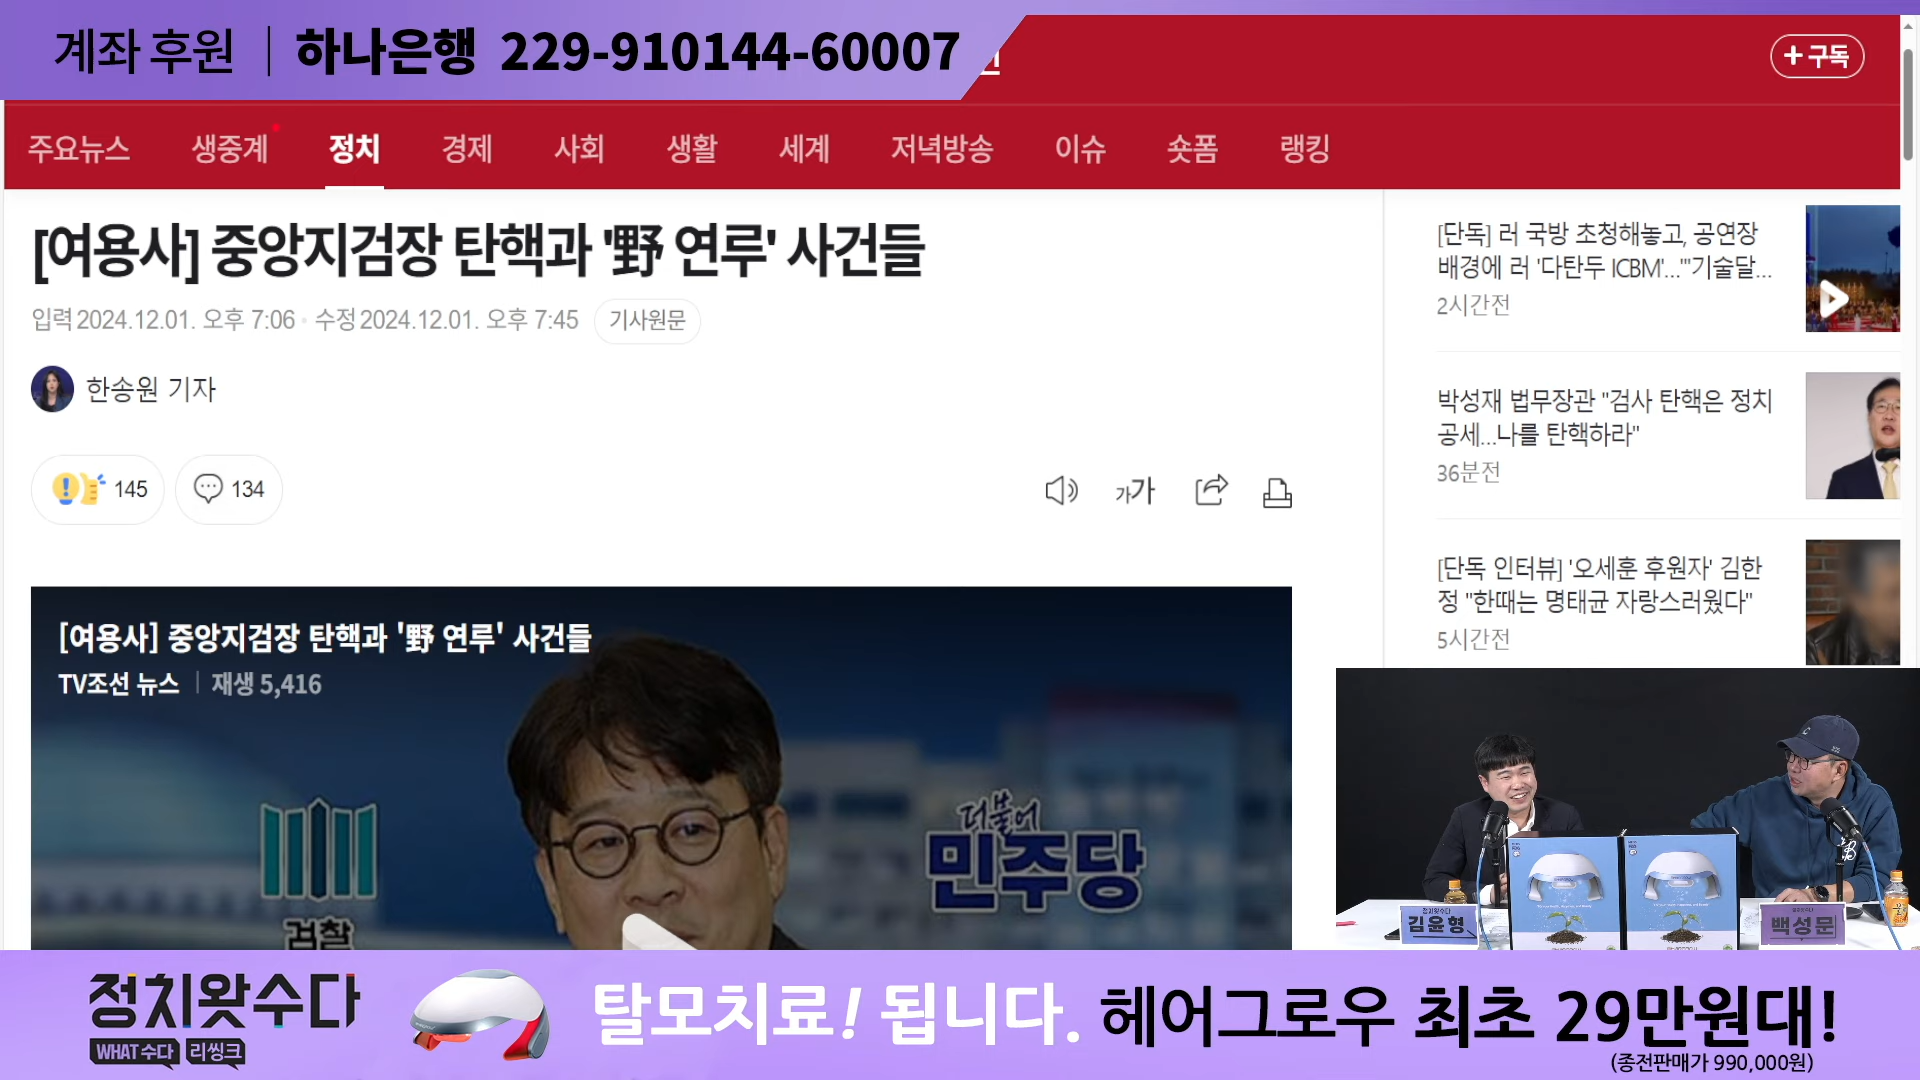 계좌 후원 | 하나은행 229-910144-60007
+ 구독
주요뉴스 생중계 정치 경제 사회 생활 세계 저녁방송 이슈 숏폼 랭킹
[여용사] 중앙지검장 탄핵과 '野 연루' 사건들
입력 2024.12.01. 오후 7:06 · 수정 2024.12.01. 오후 7:45 기사원문
한송원 기자
145 134
가가
[여용사] 중앙지검장 탄핵과 '野 연루' 사건들
TV조선 뉴스 | 재생 5,416
검찰
더불어
민주당
[단독] 러 국방 초청해놓고, 공연장
배경에 러 '다탄두 ICBM'…"기술달…
2시간전
박성재 법무장관 "검사 탄핵은 정치
공세…나를 탄핵하라"
36분전
[단독 인터뷰] '오세훈 후원자' 김한
정 "한때는 명태균 자랑스러웠다"
5시간전
정치왓수다
김윤형
백성문
정치왓수다
WHAT수다 리씽크
탈모치료! 됩니다. 헤어그로우 최초 29만원대!
(종전판매가 990,000원)